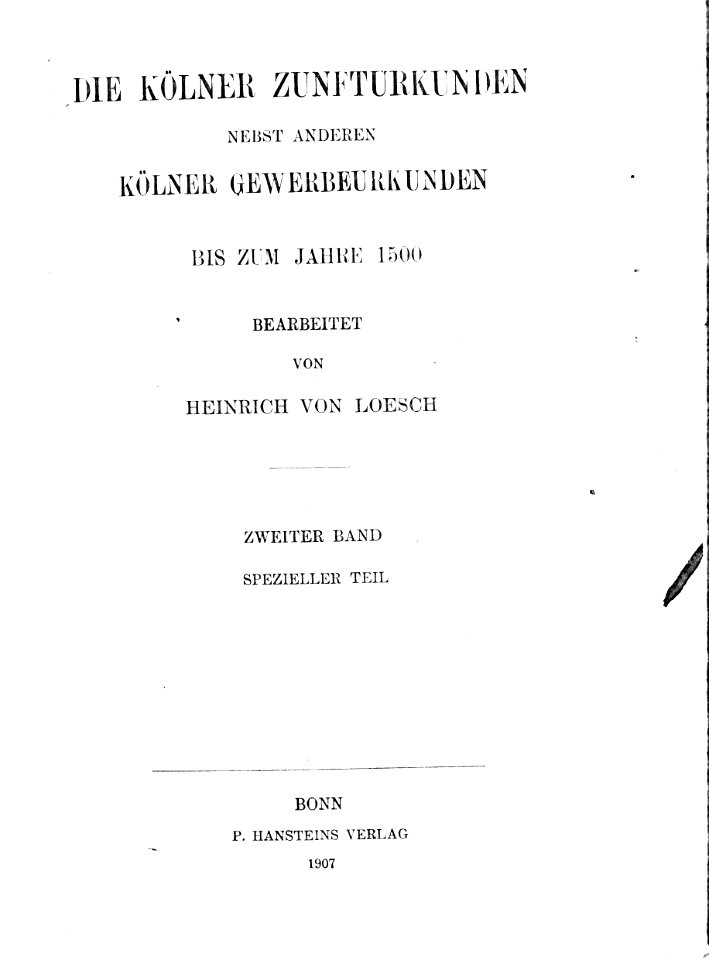 DIE KÖLNER ZUNFTURKUNDEN
NEBST ANDEREN
KÖLNER GEWERBEURKUNDEN
BIS ZUM JAHRE 1500
BEARBEITET
VON
HEINRICH VON LOESCH
ZWEITER BAND
SPEZIELLER TEIL
BONN
P. HANSTEINS VERLAG
1907